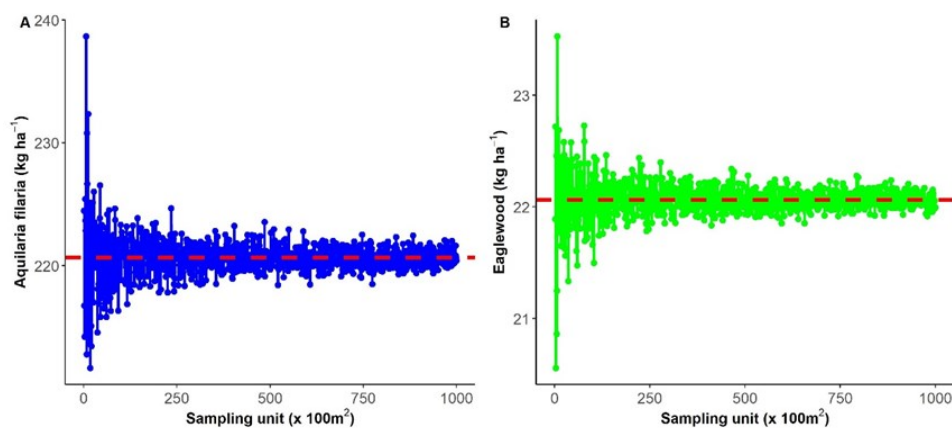 A
240
230
220
Aquilaria filaria (kg ha⁻¹)
0 250 500 750 1000
Sampling unit (x 100m²)
B
23
22
21
Eaglewood (kg ha⁻¹)
0 250 500 750 1000
Sampling unit (x 100m²)